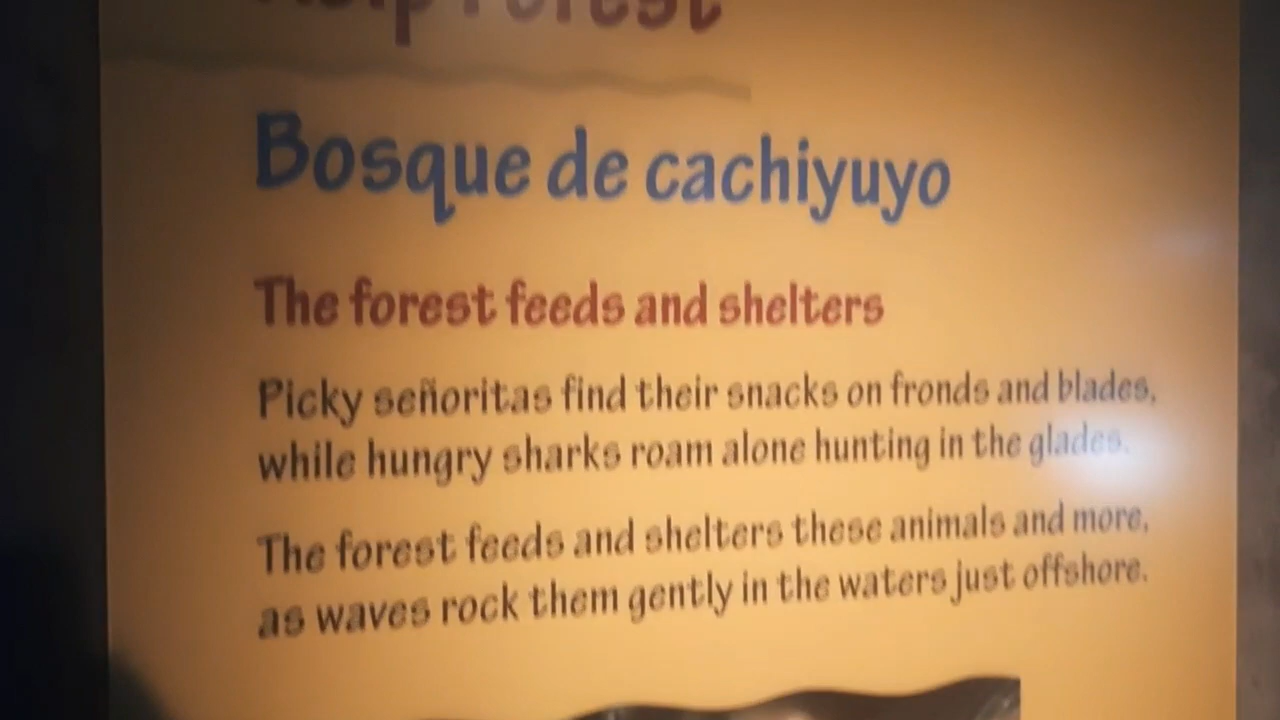 Kelp Forest
Bosque de cachiyuyo
The forest feeds and shelters
Picky señoritas find their snacks on fronds and blades,
while hungry sharks roam alone hunting in the glades.
The forest feeds and shelters these animals and more,
as waves rock them gently in the waters just offshore.